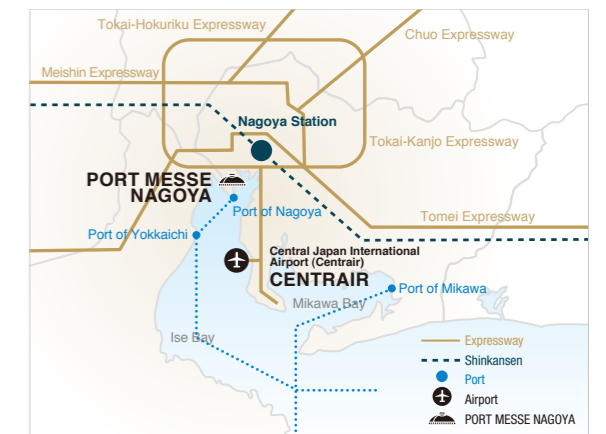 Tokai-Hokuriku Expressway
Chuo Expressway
Meishin Expressway
Nagoya Station
Tokai-Kanjo Expressway
PORT MESSE
NAGOYA
Port of Nagoya
Tomei Expressway
Port of Yokkaichi
Central Japan International
Airport (Centrair)
CENTRAIR
Port of Mikawa
Mikawa Bay
Ise Bay
Expressway
Shinkansen
Port
Airport
PORT MESSE NAGOYA